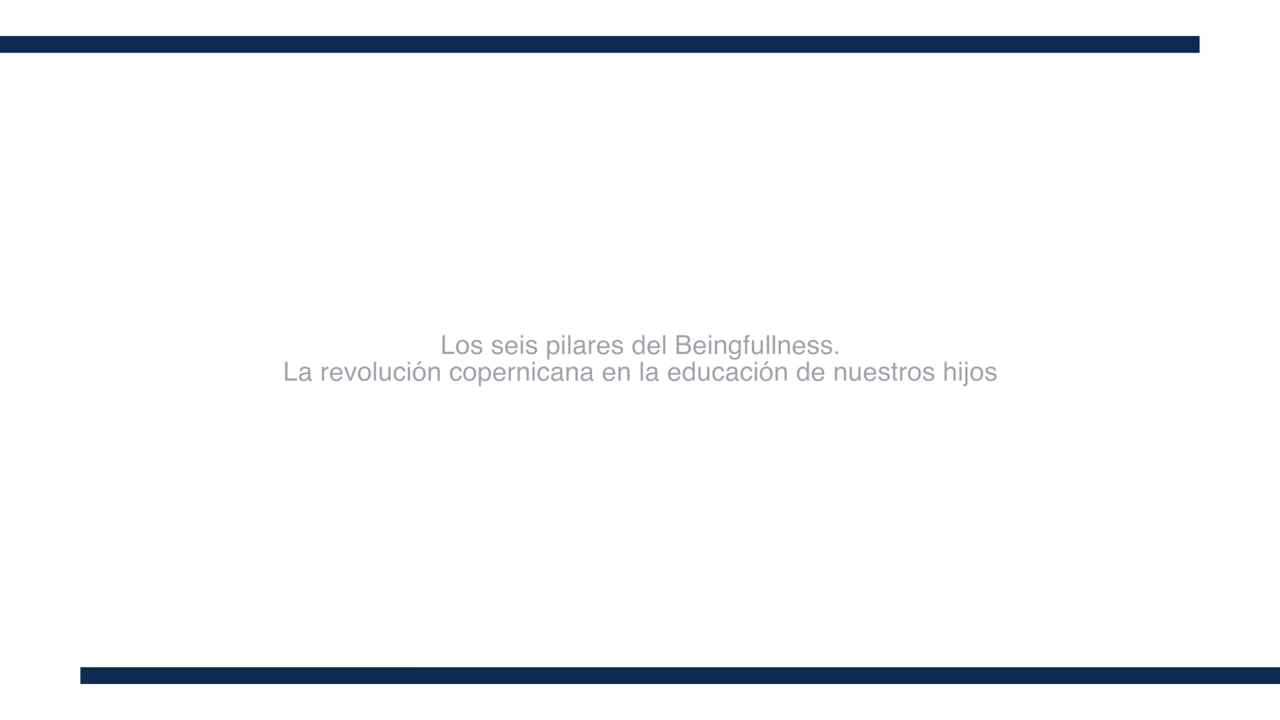 Los seis pilares del Beingfullness.
La revolución copernicana en la educación de nuestros hijos